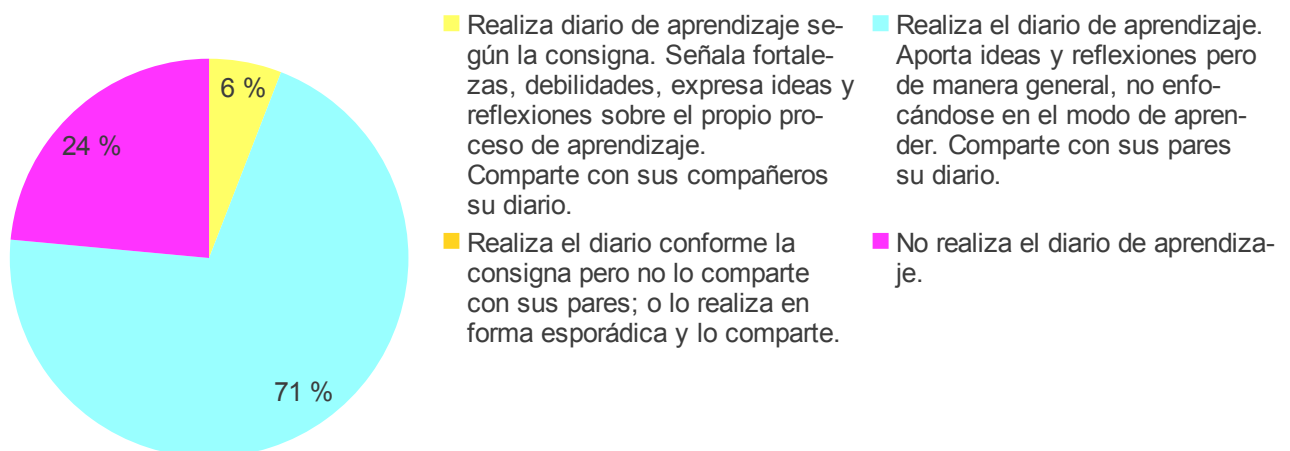 6 %
24 %
71 %
Realiza diario de aprendizaje se-
gún la consigna. Señala fortale-
zas, debilidades, expresa ideas y
reflexiones sobre el propio pro-
ceso de aprendizaje.
Comparte con sus compañeros
su diario.
Realiza el diario de aprendizaje.
Aporta ideas y reflexiones pero
de manera general, no enfo-
cándose en el modo de apren-
der. Comparte con sus pares
su diario.
Realiza el diario conforme la
consigna pero no lo comparte
con sus pares; o lo realiza en
forma esporádica y lo comparte.
No realiza el diario de aprendiza-
je.